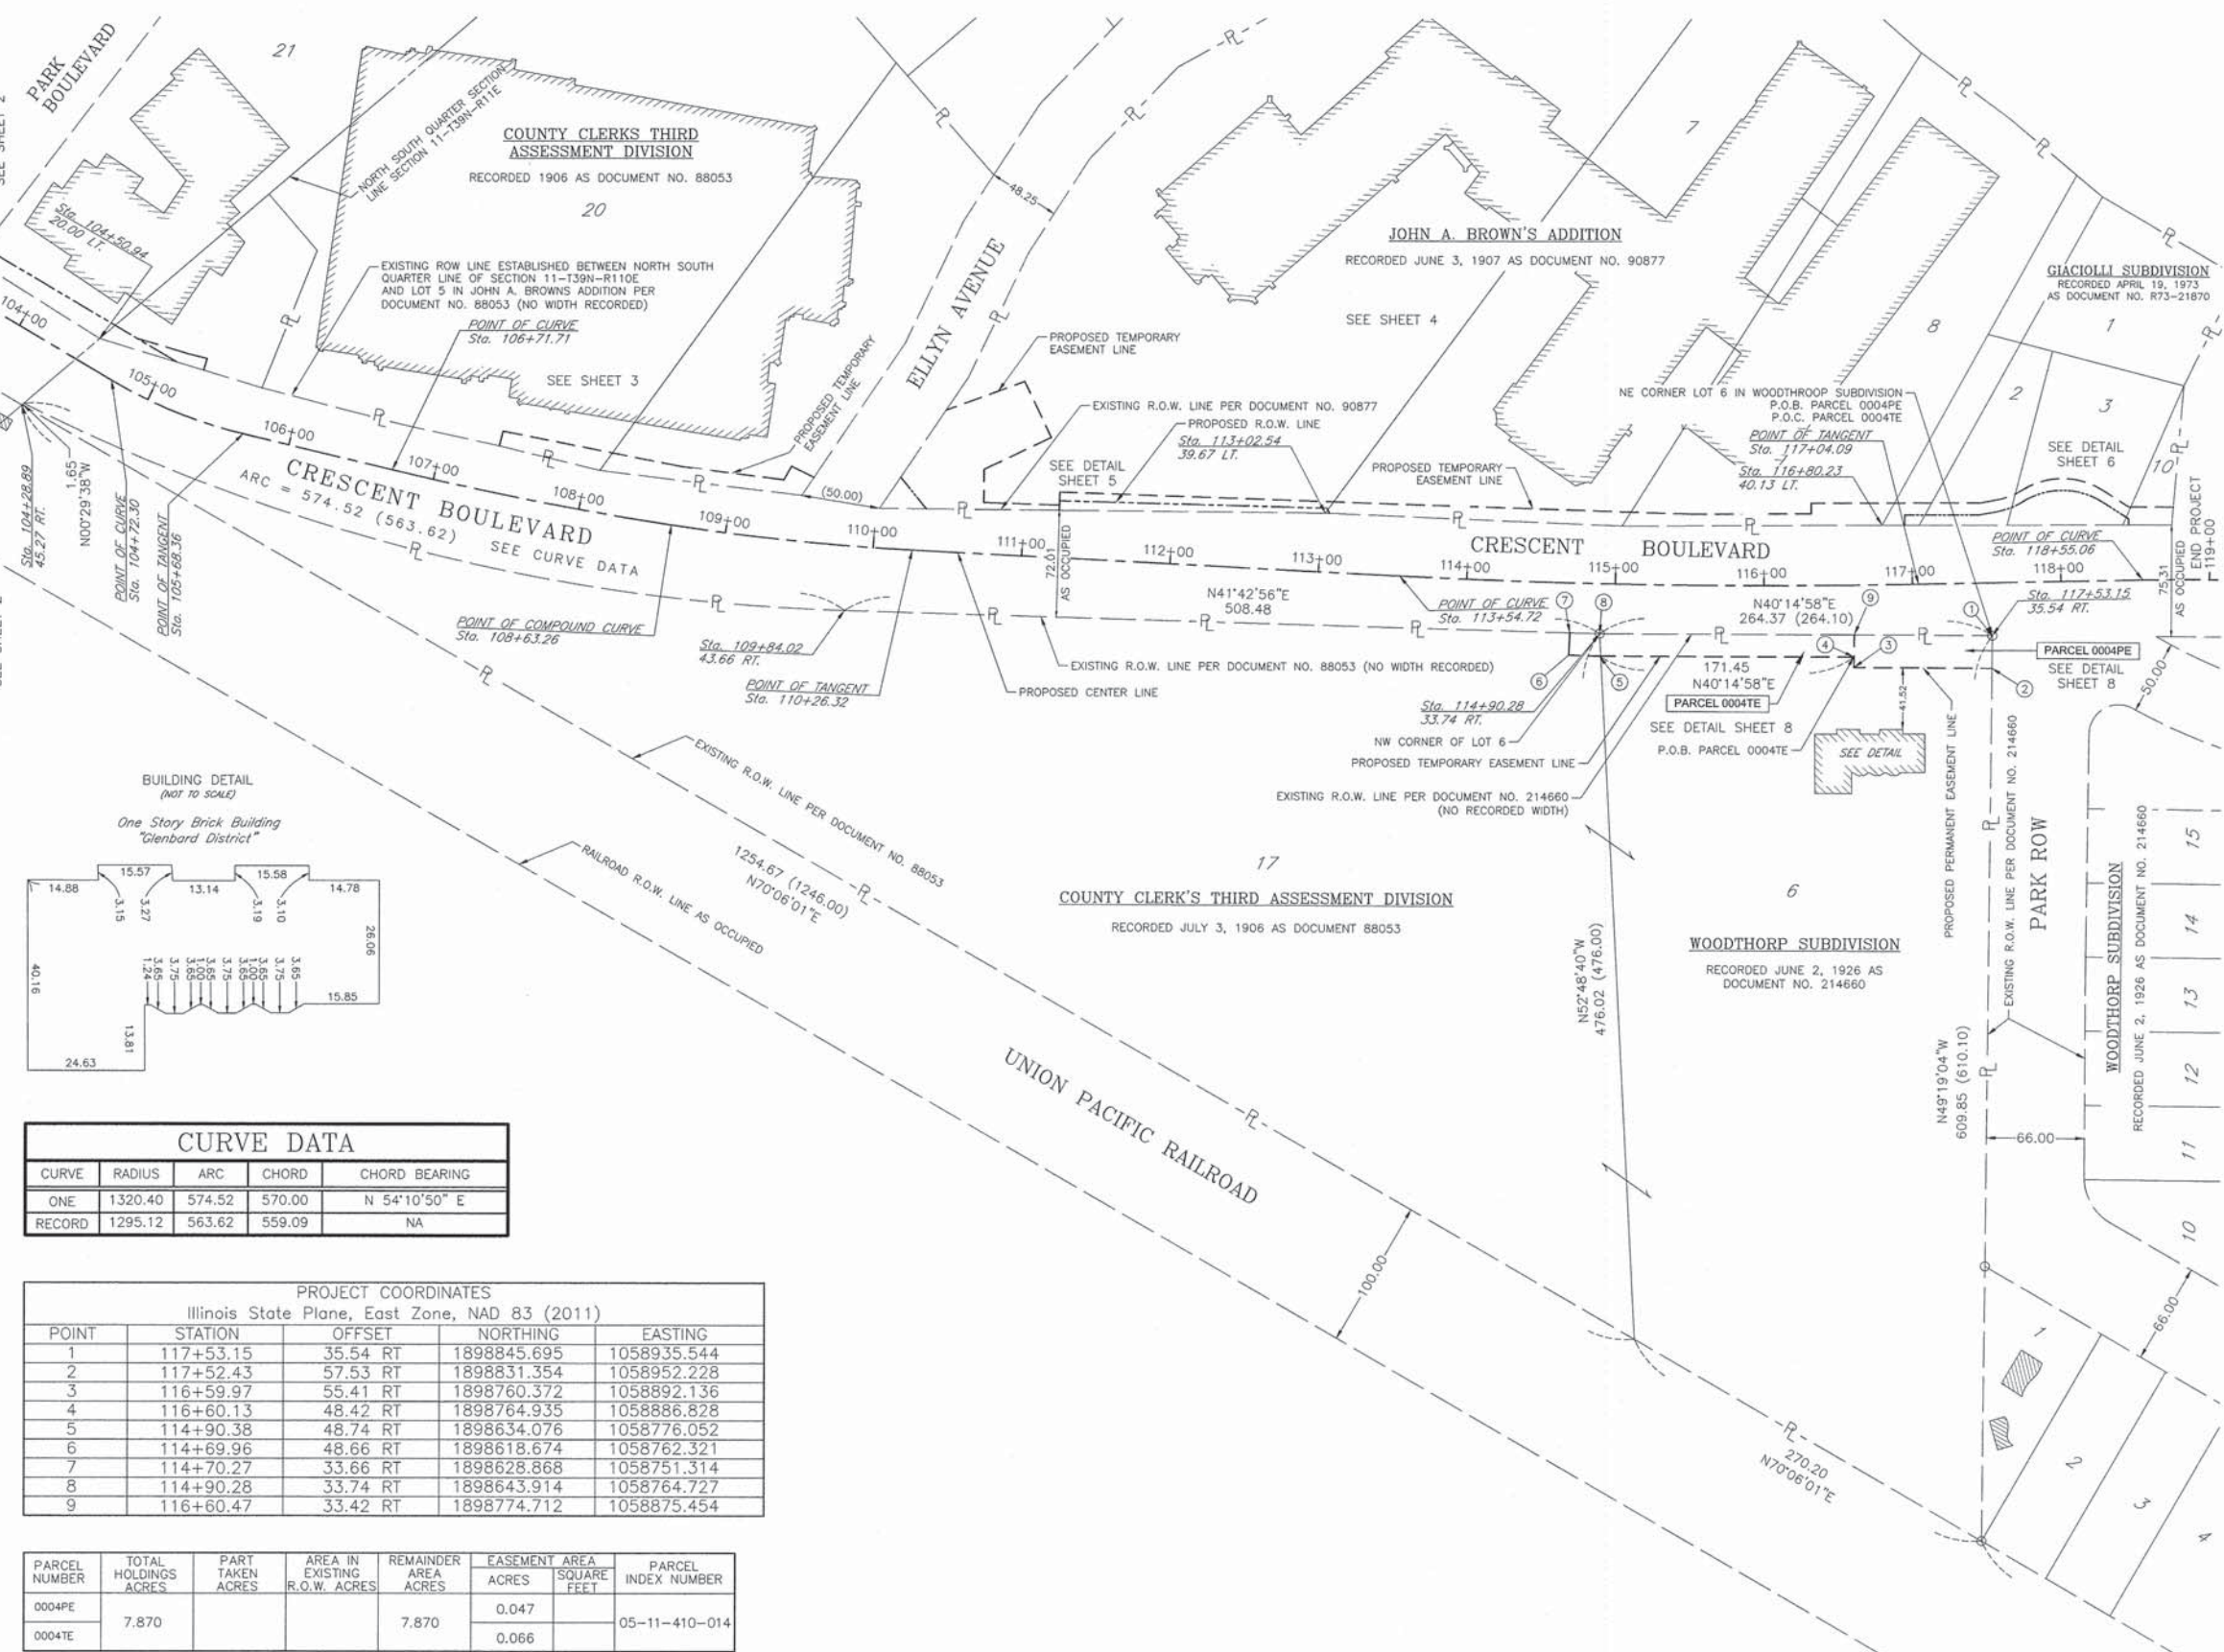 PARK
BOULEVARD
21
NORTH SOUTH QUARTER SECTION
LINE SECTION 11-T39N-R11E
COUNTY CLERKS THIRD
ASSESSMENT DIVISION
RECORDED 1906 AS DOCUMENT NO. 88053
20
Sta. 104+50.94
20.00 LT.
EXISTING ROW LINE ESTABLISHED BETWEEN NORTH SOUTH
QUARTER LINE OF SECTION 11-T39N-R110E
AND LOT 5 IN JOHN A. BROWNS ADDITION PER
DOCUMENT NO. 88053 (NO WIDTH RECORDED)
POINT OF CURVE
Sta. 106+71.71
SEE SHEET 3
PROPOSED TEMPORARY
EASEMENT LINE
ELLYN AVENUE
48.25
PROPOSED TEMPORARY
EASEMENT LINE
7
JOHN A. BROWN'S ADDITION
RECORDED JUNE 3, 1907 AS DOCUMENT NO. 90877
SEE SHEET 4
GIACIOLLI SUBDIVISION
RECORDED APRIL 19, 1973
AS DOCUMENT NO. R73-21870
1
8
2
3
SEE DETAIL
SHEET 6
10
EXISTING R.O.W. LINE PER DOCUMENT NO. 90877
PROPOSED R.O.W. LINE
Sta. 113+02.54
39.67 LT.
SEE DETAIL
SHEET 5
PROPOSED TEMPORARY
EASEMENT LINE
NE CORNER LOT 6 IN WOODTHROOP SUBDIVISION
P.O.B. PARCEL 0004PE
P.O.C. PARCEL 0004TE
POINT OF TANGENT
Sta. 117+04.09
Sta. 116+80.23
40.13 LT.
104+00
105+00
106+00
107+00
108+00
109+00
110+00
111+00
112+00
113+00
114+00
115+00
116+00
117+00
118+00
END PROJECT
119+00
CRESCENT BOULEVARD
ARC = 574.52 (563.62) SEE CURVE DATA
(50.00)
72.01
AS OCCUPIED
CRESCENT BOULEVARD
POINT OF CURVE
Sta. 118+55.06
75.31
AS OCCUPIED
Sta. 104+28.89
45.27 RT.
1.65
N00°29'38"W
POINT OF CURVE
Sta. 104+72.30
POINT OF TANGENT
Sta. 105+68.36
POINT OF COMPOUND CURVE
Sta. 108+63.26
Sta. 109+84.02
43.66 RT.
POINT OF TANGENT
Sta. 110+26.32
N41°42'56"E
508.48
POINT OF CURVE
Sta. 113+54.72
7
8
N40°14'58"E
264.37 (264.10)
9
1
Sta. 117+53.15
35.54 RT.
EXISTING R.O.W. LINE PER DOCUMENT NO. 88053 (NO WIDTH RECORDED)
PROPOSED CENTER LINE
6
5
4
3
2
171.45
N40°14'58"E
PARCEL 0004TE
SEE DETAIL SHEET 8
P.O.B. PARCEL 0004TE
41.52
SEE DETAIL
PARCEL 0004PE
SEE DETAIL
SHEET 8
50.00
Sta. 114+90.28
33.74 RT.
NW CORNER OF LOT 6
PROPOSED TEMPORARY EASEMENT LINE
EXISTING R.O.W. LINE PER DOCUMENT NO. 214660
(NO RECORDED WIDTH)
PROPOSED PERMANENT EASEMENT LINE
EXISTING R.O.W. LINE PER DOCUMENT NO. 214660
PARK ROW
WOODTHORP SUBDIVISION
RECORDED JUNE 2, 1926 AS DOCUMENT NO. 214660
15
14
13
12
11
10
EXISTING R.O.W. LINE PER DOCUMENT NO. 88053
1254.67 (1246.00)
N70°06'01"E
RAILROAD R.O.W. LINE AS OCCUPIED
17
COUNTY CLERK'S THIRD ASSESSMENT DIVISION
RECORDED JULY 3, 1906 AS DOCUMENT 88053
6
WOODTHORP SUBDIVISION
RECORDED JUNE 2, 1926 AS
DOCUMENT NO. 214660
N52°48'40"W
476.02 (476.00)
N49°19'04"W
609.85 (610.10)
66.00
66.00
UNION PACIFIC RAILROAD
100.00
270.20
N70°06'01"E
1
2
3
4
BUILDING DETAIL
(NOT TO SCALE)
One Story Brick Building
"Glenbard District"
14.88
15.57
13.14
15.58
14.78
3.15
3.27
3.19
3.10
26.06
40.16
1.24
3.65
3.75
3.65
1.00
3.65
3.75
3.65
1.00
3.65
3.75
3.65
15.85
13.81
24.63
CURVE DATA
CURVE RADIUS ARC CHORD CHORD BEARING
ONE 1320.40 574.52 570.00 N 54°10'50" E
RECORD 1295.12 563.62 559.09 NA
PROJECT COORDINATES
Illinois State Plane, East Zone, NAD 83 (2011)
POINT STATION OFFSET NORTHING EASTING
1 117+53.15 35.54 RT 1898845.695 1058935.544
2 117+52.43 57.53 RT 1898831.354 1058952.228
3 116+59.97 55.41 RT 1898760.372 1058892.136
4 116+60.13 48.42 RT 1898764.935 1058886.828
5 114+90.38 48.74 RT 1898634.076 1058776.052
6 114+69.96 48.66 RT 1898618.674 1058762.321
7 114+70.27 33.66 RT 1898628.868 1058751.314
8 114+90.28 33.74 RT 1898643.914 1058764.727
9 116+60.47 33.42 RT 1898774.712 1058875.454
PARCEL NUMBER TOTAL HOLDINGS ACRES PART TAKEN ACRES AREA IN EXISTING R.O.W. ACRES REMAINDER AREA ACRES EASEMENT AREA ACRES SQUARE FEET PARCEL INDEX NUMBER
0004PE 7.870 7.870 0.047 05-11-410-014
0004TE 0.066